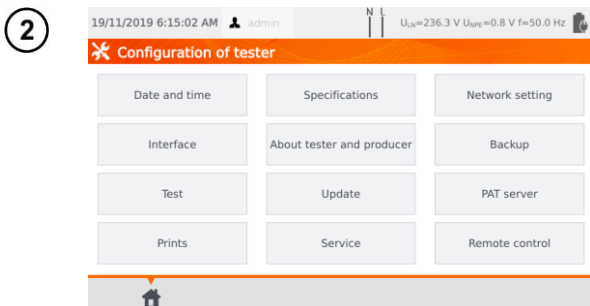 2
19/11/2019 6:15:02 AM admin N L U_LN=236.3 V U_NPE=0.8 V f=50.0 Hz
Configuration of tester
Date and time Specifications Network setting
Interface About tester and producer Backup
Test Update PAT server
Prints Service Remote control